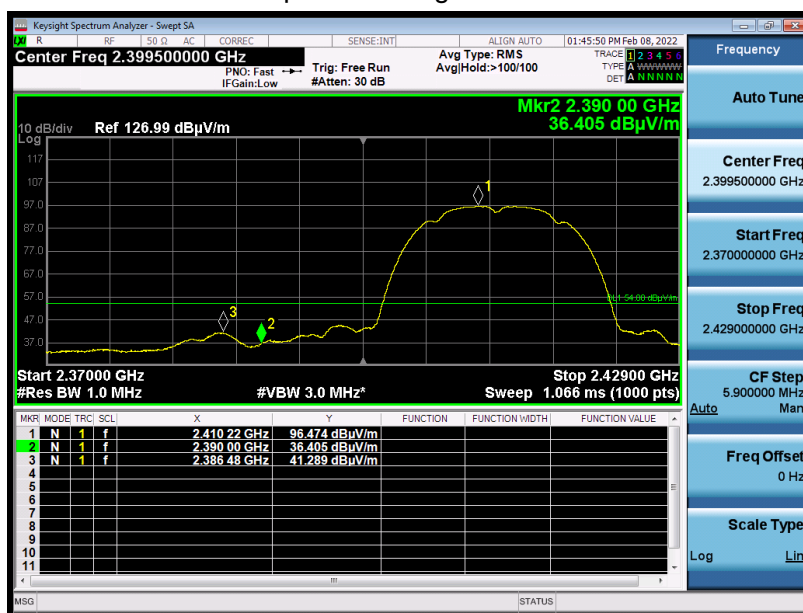 Keysight Spectrum Analyzer - Swept SA
LXI R RF 50 Ω AC CORREC SENSE:INT ALIGN AUTO 01:45:50 PM Feb 08, 2022
Center Freq 2.399500000 GHz
PNO: Fast
IFGain:Low
Trig: Free Run
#Atten: 30 dB
Avg Type: RMS
Avg|Hold:>100/100
TRACE 1 2 3 4 5 6
TYPE A WWWWW
DET A N N N N N
Mkr2 2.390 00 GHz
36.405 dBµV/m
10 dB/div Ref 126.99 dBµV/m
Log
117
107
97.0
87.0
77.0
67.0
57.0
47.0
37.0
1
2
3
DL1 54.00 dBµV/m
Start 2.37000 GHz Stop 2.42900 GHz
#Res BW 1.0 MHz #VBW 3.0 MHz* Sweep 1.066 ms (1000 pts)
MKR MODE TRC SCL X Y FUNCTION FUNCTION WIDTH FUNCTION VALUE
1 N 1 f 2.410 22 GHz 96.474 dBµV/m
2 N 1 f 2.390 00 GHz 36.405 dBµV/m
3 N 1 f 2.386 48 GHz 41.289 dBµV/m
4
5
6
7
8
9
10
11
MSG STATUS
Frequency
Auto Tune
Center Freq
2.399500000 GHz
Start Freq
2.370000000 GHz
Stop Freq
2.429000000 GHz
CF Step
5.900000 MHz
Auto Man
Freq Offset
0 Hz
Scale Type
Log Lin